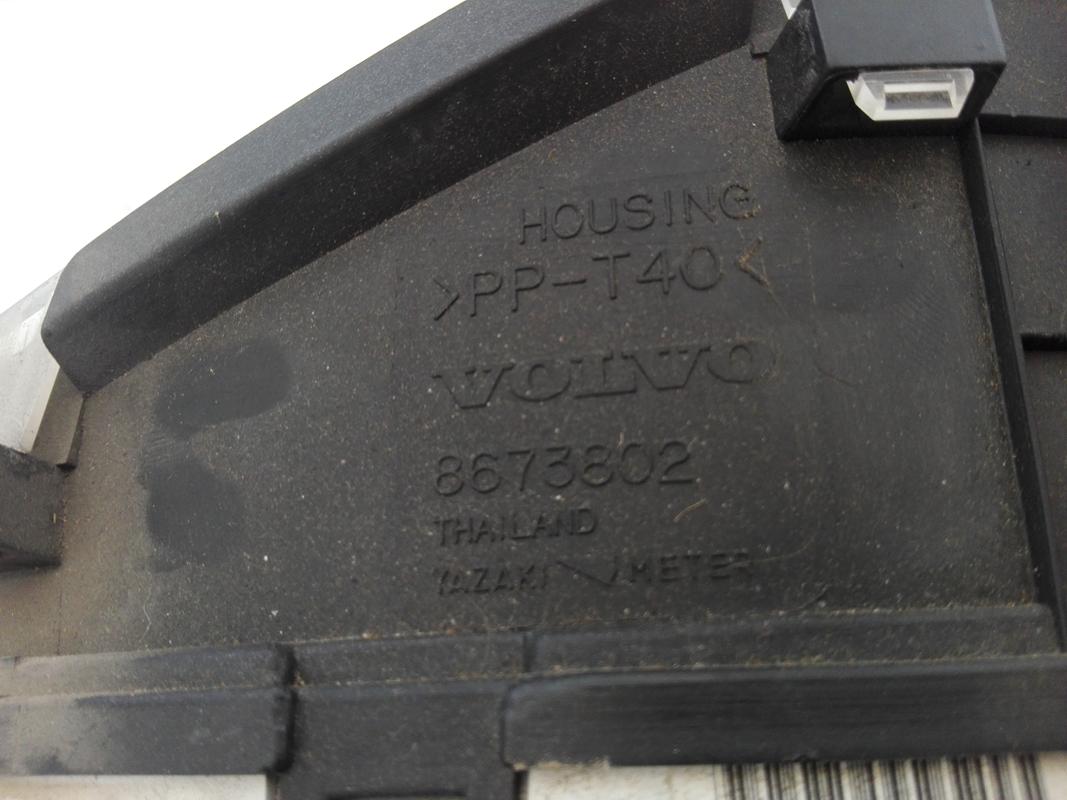 HOUSING
>PP-T40<
VOLVO
8673802
THAILAND
YAZAKI METER